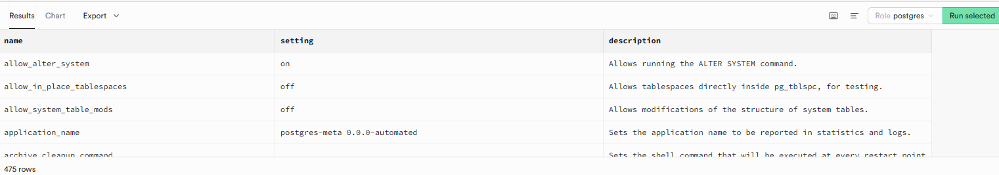 Results Chart Export Role postgres Run selected
name setting description
allow_alter_system on Allows running the ALTER SYSTEM command.
allow_in_place_tablespaces off Allows tablespaces directly inside pg_tblspc, for testing.
allow_system_table_mods off Allows modifications of the structure of system tables.
application_name postgres-meta 0.0.0-automated Sets the application name to be reported in statistics and logs.
archive_cleanup_command Sets the shell command that will be executed at every restart point
475 rows